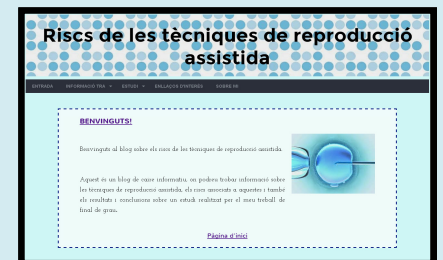 Riscs de les tècniques de reproducció
assistida
ENTRADA INFORMACIÓ TRA ESTUDI ENLLAÇOS D'INTERÈS SOBRE MI
BENVINGUTS!
Benvinguts al blog sobre els riscs de les tècniques de reproducció assistida.
Aquest és un blog de caire informatiu, on podreu trobar informació sobre
les tècniques de reproducció assistida, els riscs associats a aquestes i també
els resultats i conclusions sobre un estudi realitzat per el meu treball de
final de grau.
Pàgina d'inici